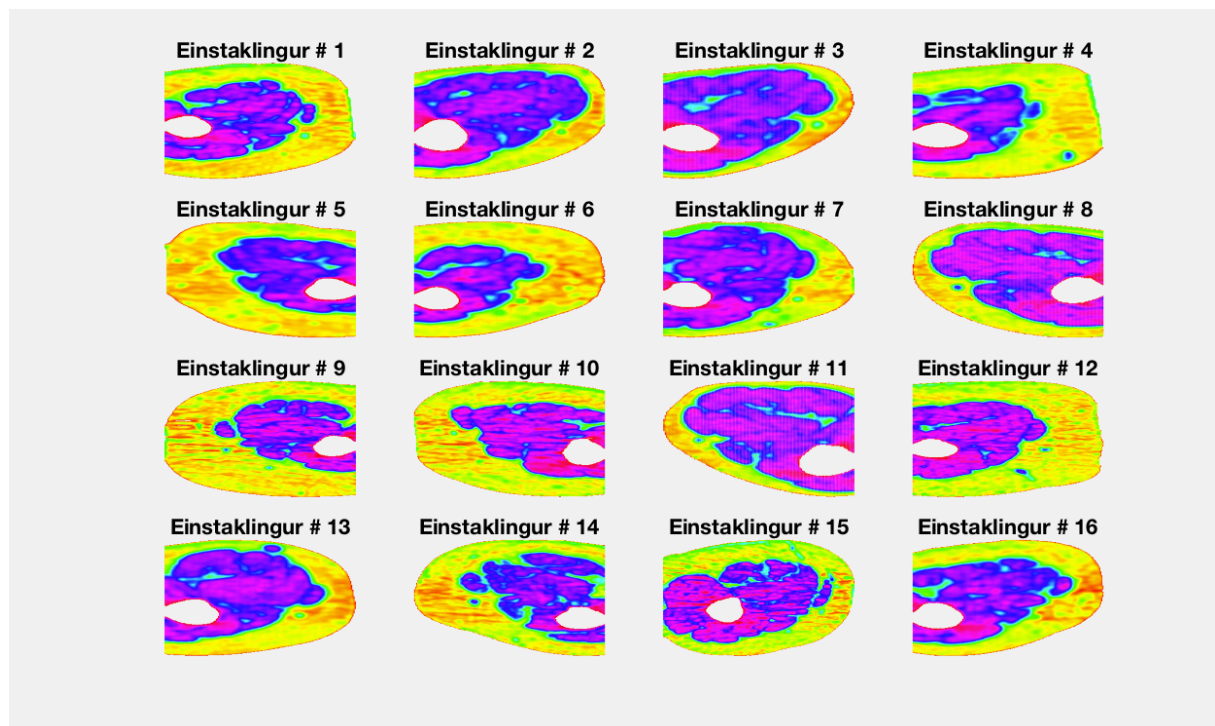 Einstaklingur # 1
Einstaklingur # 2
Einstaklingur # 3
Einstaklingur # 4
Einstaklingur # 5
Einstaklingur # 6
Einstaklingur # 7
Einstaklingur # 8
Einstaklingur # 9
Einstaklingur # 10
Einstaklingur # 11
Einstaklingur # 12
Einstaklingur # 13
Einstaklingur # 14
Einstaklingur # 15
Einstaklingur # 16